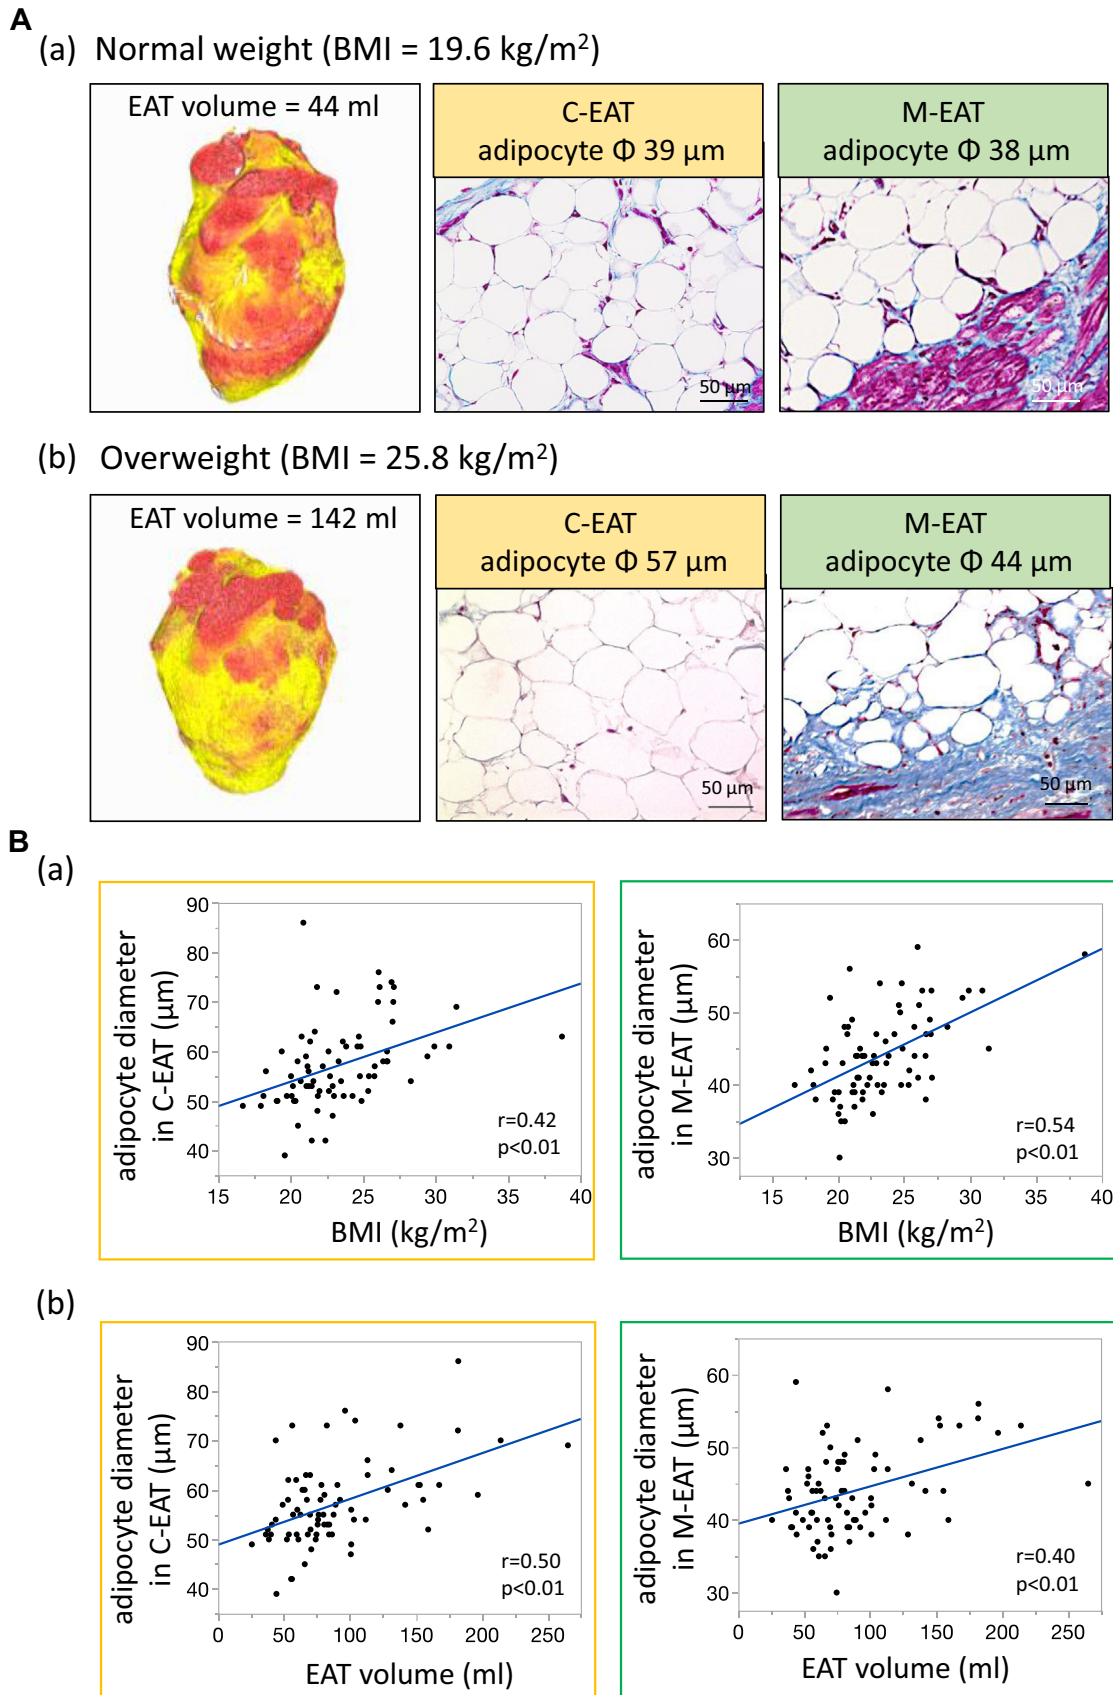 A
(a) Normal weight (BMI = 19.6 kg/m²)
EAT volume = 44 ml
C-EAT
adipocyte Φ 39 μm
M-EAT
adipocyte Φ 38 μm
50 μm
50 μm
(b) Overweight (BMI = 25.8 kg/m²)
EAT volume = 142 ml
C-EAT
adipocyte Φ 57 μm
M-EAT
adipocyte Φ 44 μm
50 μm
50 μm
B
(a)
adipocyte diameter
in C-EAT (μm)
90
80
70
60
50
40
r=0.42
p<0.01
15 20 25 30 35 40
BMI (kg/m²)
adipocyte diameter
in M-EAT (μm)
60
50
40
30
r=0.54
p<0.01
15 20 25 30 35 40
BMI (kg/m²)
(b)
adipocyte diameter
in C-EAT (μm)
90
80
70
60
50
40
r=0.50
p<0.01
0 50 100 150 200 250
EAT volume (ml)
adipocyte diameter
in M-EAT (μm)
60
50
40
30
r=0.40
p<0.01
0 50 100 150 200 250
EAT volume (ml)